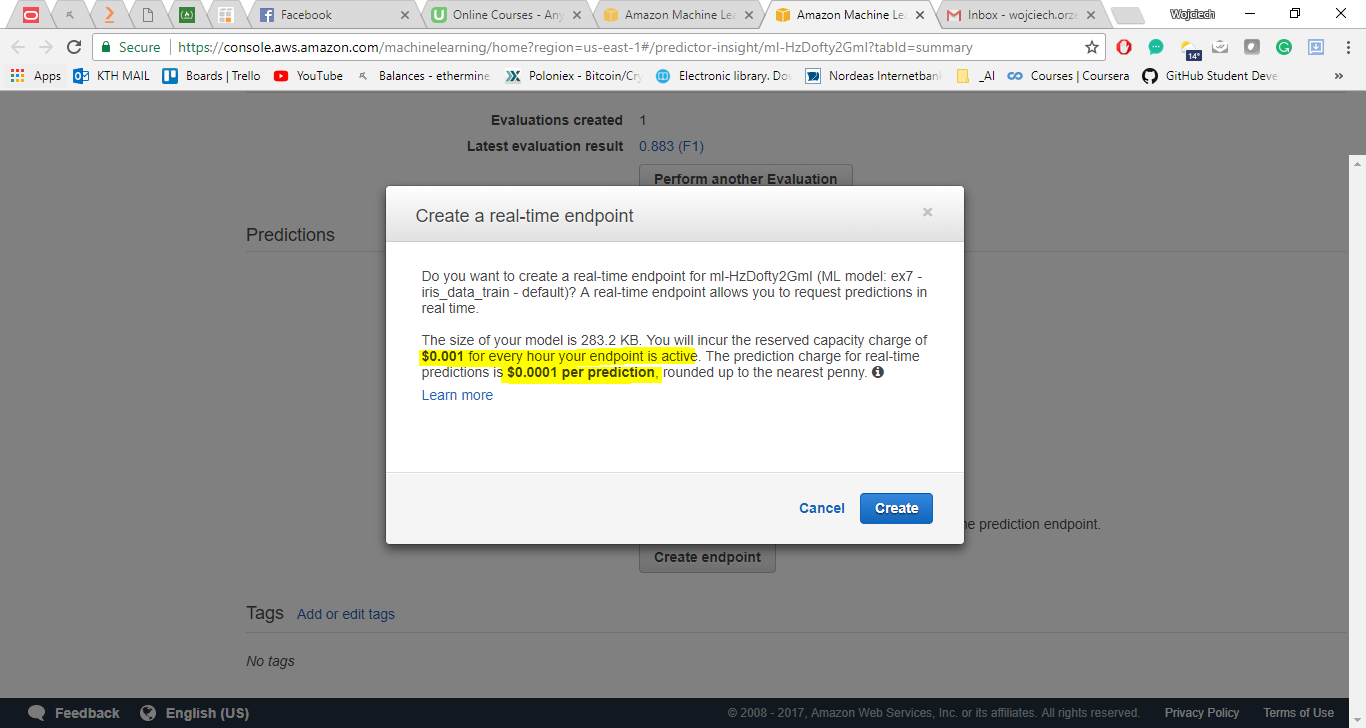 Facebook
Online Courses - Any
Amazon Machine Lea
Amazon Machine Lea
Inbox - wojciech.orze
Wojciech
Secure
https://console.aws.amazon.com/machinelearning/home?region=us-east-1#/predictor-insight/ml-HzDofty2GmI?tabId=summary
14°
Apps
KTH MAIL
Boards | Trello
YouTube
Balances - ethermine
Poloniex - Bitcoin/Cry
Electronic library. Do
Nordeas Internetbank
_AI
Courses | Coursera
GitHub Student Deve
»
Evaluations created 1
Latest evaluation result 0.883 (F1)
Perform another Evaluation
Predictions
Create a real-time endpoint
Do you want to create a real-time endpoint for ml-HzDofty2GmI (ML model: ex7 -
iris_data_train - default)? A real-time endpoint allows you to request predictions in
real time.
The size of your model is 283.2 KB. You will incur the reserved capacity charge of
$0.001 for every hour your endpoint is active. The prediction charge for real-time
predictions is $0.0001 per prediction, rounded up to the nearest penny.
Learn more
Cancel
Create
e prediction endpoint.
Create endpoint
Tags Add or edit tags
No tags
Feedback
English (US)
© 2008 - 2017, Amazon Web Services, Inc. or its affiliates. All rights reserved.
Privacy Policy
Terms of Use